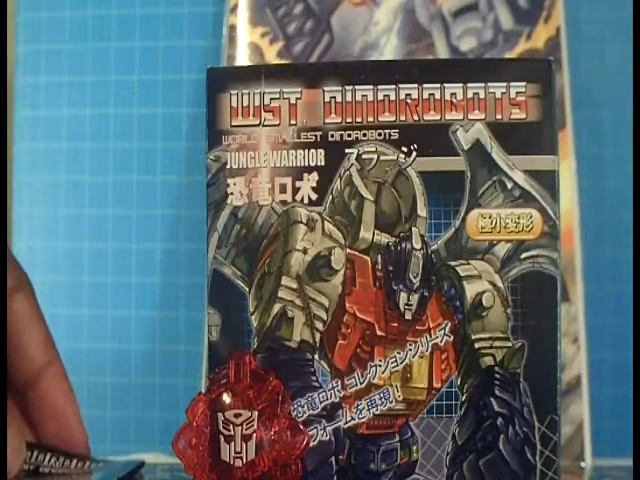 WST DINOROBOTS
WORLD SMALLEST DINOROBOTS
JUNGLE WARRIOR スラージ
恐竜ロボ
極小変形
恐竜ロボ コレクションシリーズ
フォームを再現！